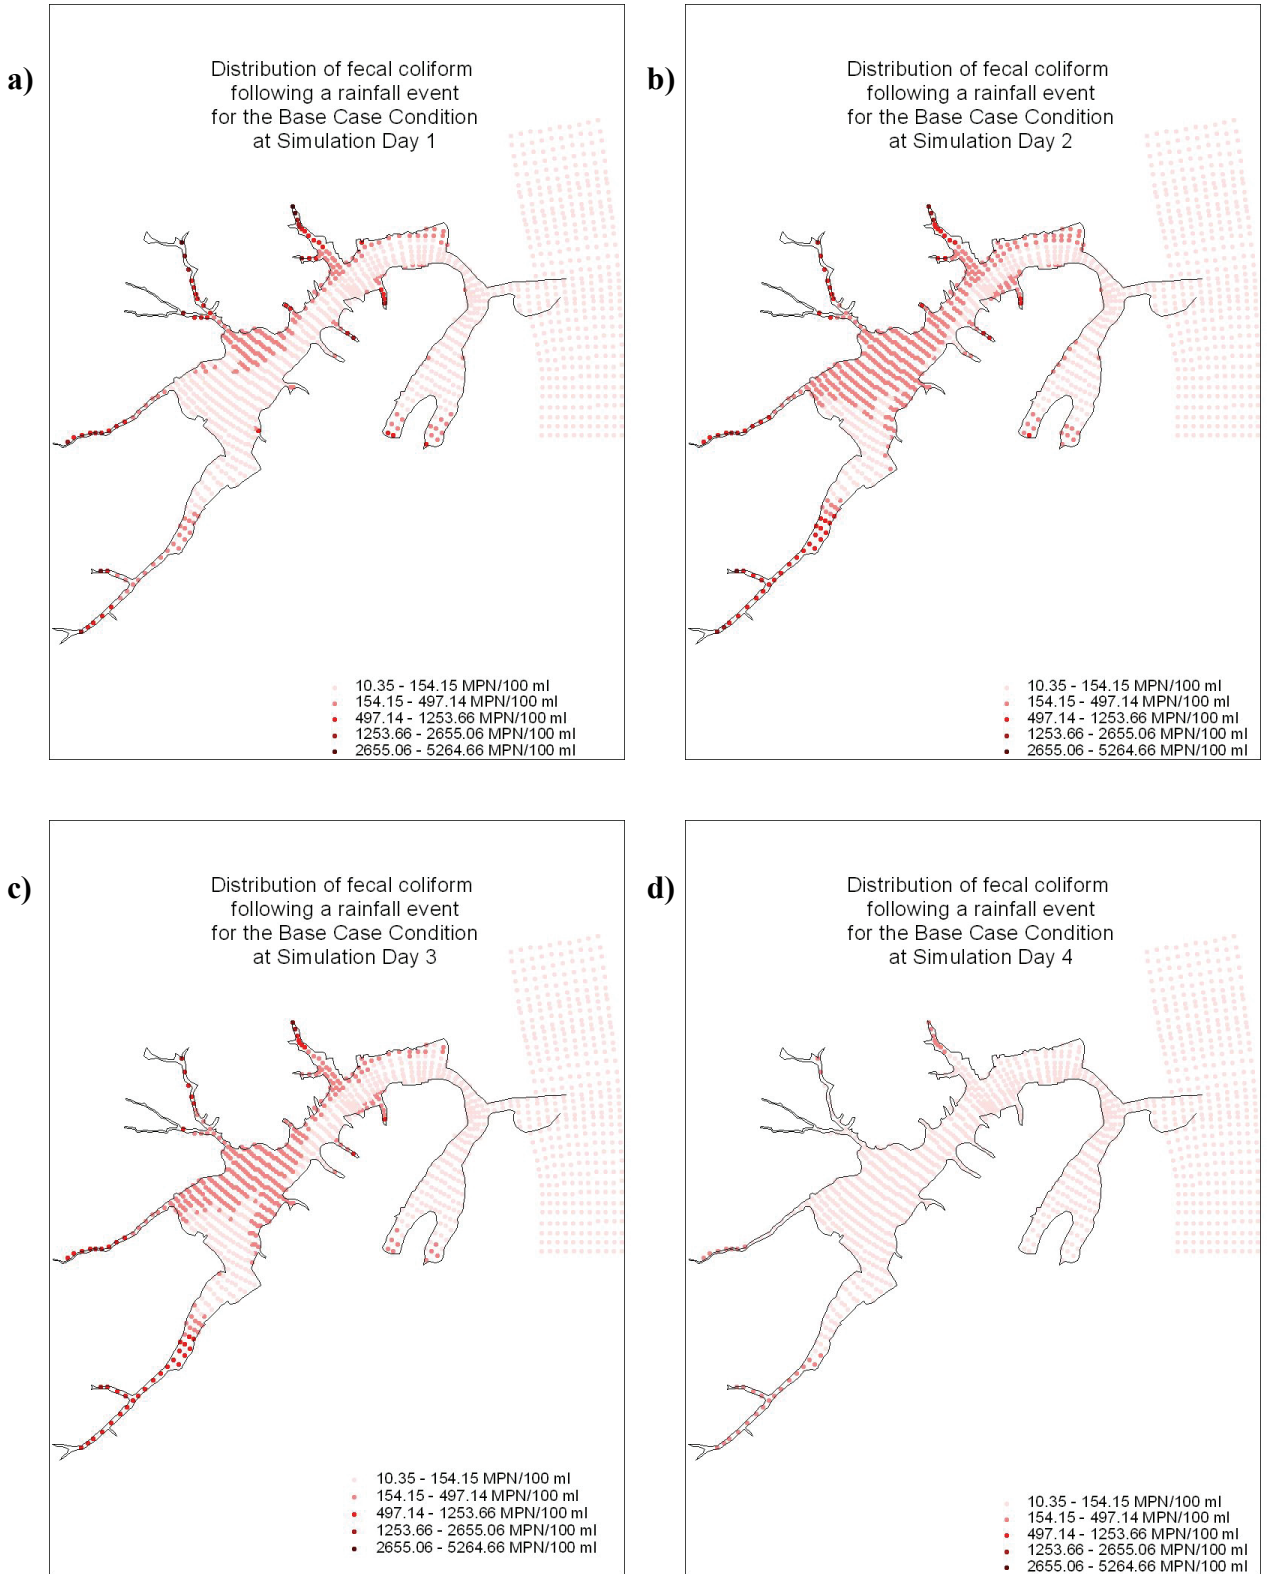 a)
Distribution of fecal coliform
following a rainfall event
for the Base Case Condition
at Simulation Day 1
10.35 - 154.15 MPN/100 ml
154.15 - 497.14 MPN/100 ml
497.14 - 1253.66 MPN/100 ml
1253.66 - 2655.06 MPN/100 ml
2655.06 - 5264.66 MPN/100 ml
b)
Distribution of fecal coliform
following a rainfall event
for the Base Case Condition
at Simulation Day 2
10.35 - 154.15 MPN/100 ml
154.15 - 497.14 MPN/100 ml
497.14 - 1253.66 MPN/100 ml
1253.66 - 2655.06 MPN/100 ml
2655.06 - 5264.66 MPN/100 ml
c)
Distribution of fecal coliform
following a rainfall event
for the Base Case Condition
at Simulation Day 3
10.35 - 154.15 MPN/100 ml
154.15 - 497.14 MPN/100 ml
497.14 - 1253.66 MPN/100 ml
1253.66 - 2655.06 MPN/100 ml
2655.06 - 5264.66 MPN/100 ml
d)
Distribution of fecal coliform
following a rainfall event
for the Base Case Condition
at Simulation Day 4
10.35 - 154.15 MPN/100 ml
154.15 - 497.14 MPN/100 ml
497.14 - 1253.66 MPN/100 ml
1253.66 - 2655.06 MPN/100 ml
2655.06 - 5264.66 MPN/100 ml